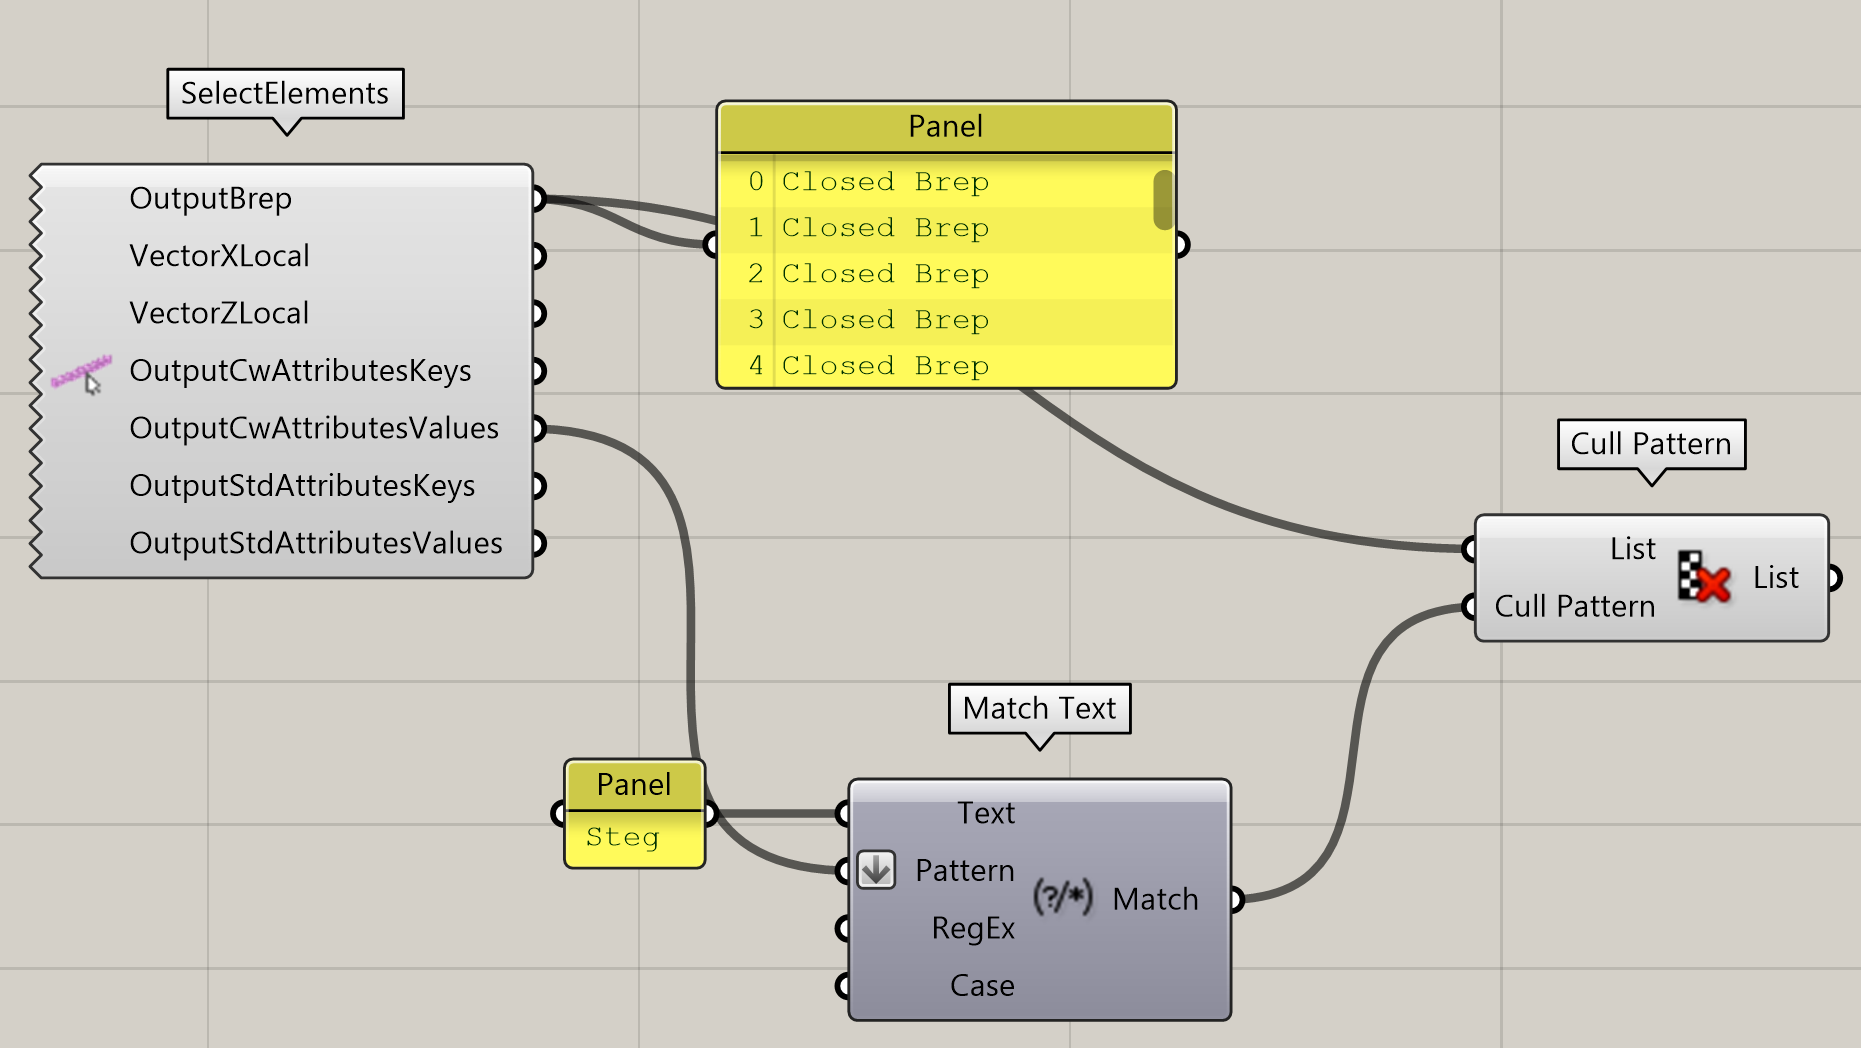 SelectElements
OutputBrep
VectorXLocal
VectorZLocal
OutputCwAttributesKeys
OutputCwAttributesValues
OutputStdAttributesKeys
OutputStdAttributesValues
Panel
0 Closed Brep
1 Closed Brep
2 Closed Brep
3 Closed Brep
4 Closed Brep
Cull Pattern
List
Cull Pattern
List
Panel
Steg
Match Text
Text
Pattern
RegEx
Case
(?/*)
Match